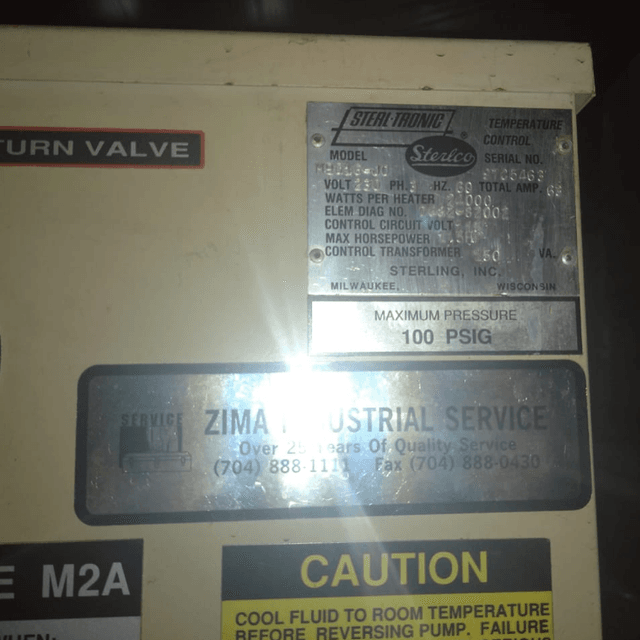 TURN VALVE
STERLTRONIC
Sterlco
TEMPERATURE
CONTROL
MODEL
SERIAL NO.
VOLT PH. HZ. 60 TOTAL AMP.
WATTS PER HEATER
ELEM DIAG NO.
CONTROL CIRCUIT VOLT
MAX HORSEPOWER
CONTROL TRANSFORMER VA.
STERLING, INC.
MILWAUKEE, WISCONSIN
MAXIMUM PRESSURE
100 PSIG
SERVICE
ZIMA INDUSTRIAL SERVICE
Over 25 Years Of Quality Service
(704) 888-1111 Fax (704) 888-0430
E M2A
WHEN:
CAUTION
COOL FLUID TO ROOM TEMPERATURE
BEFORE REVERSING PUMP. FAILURE